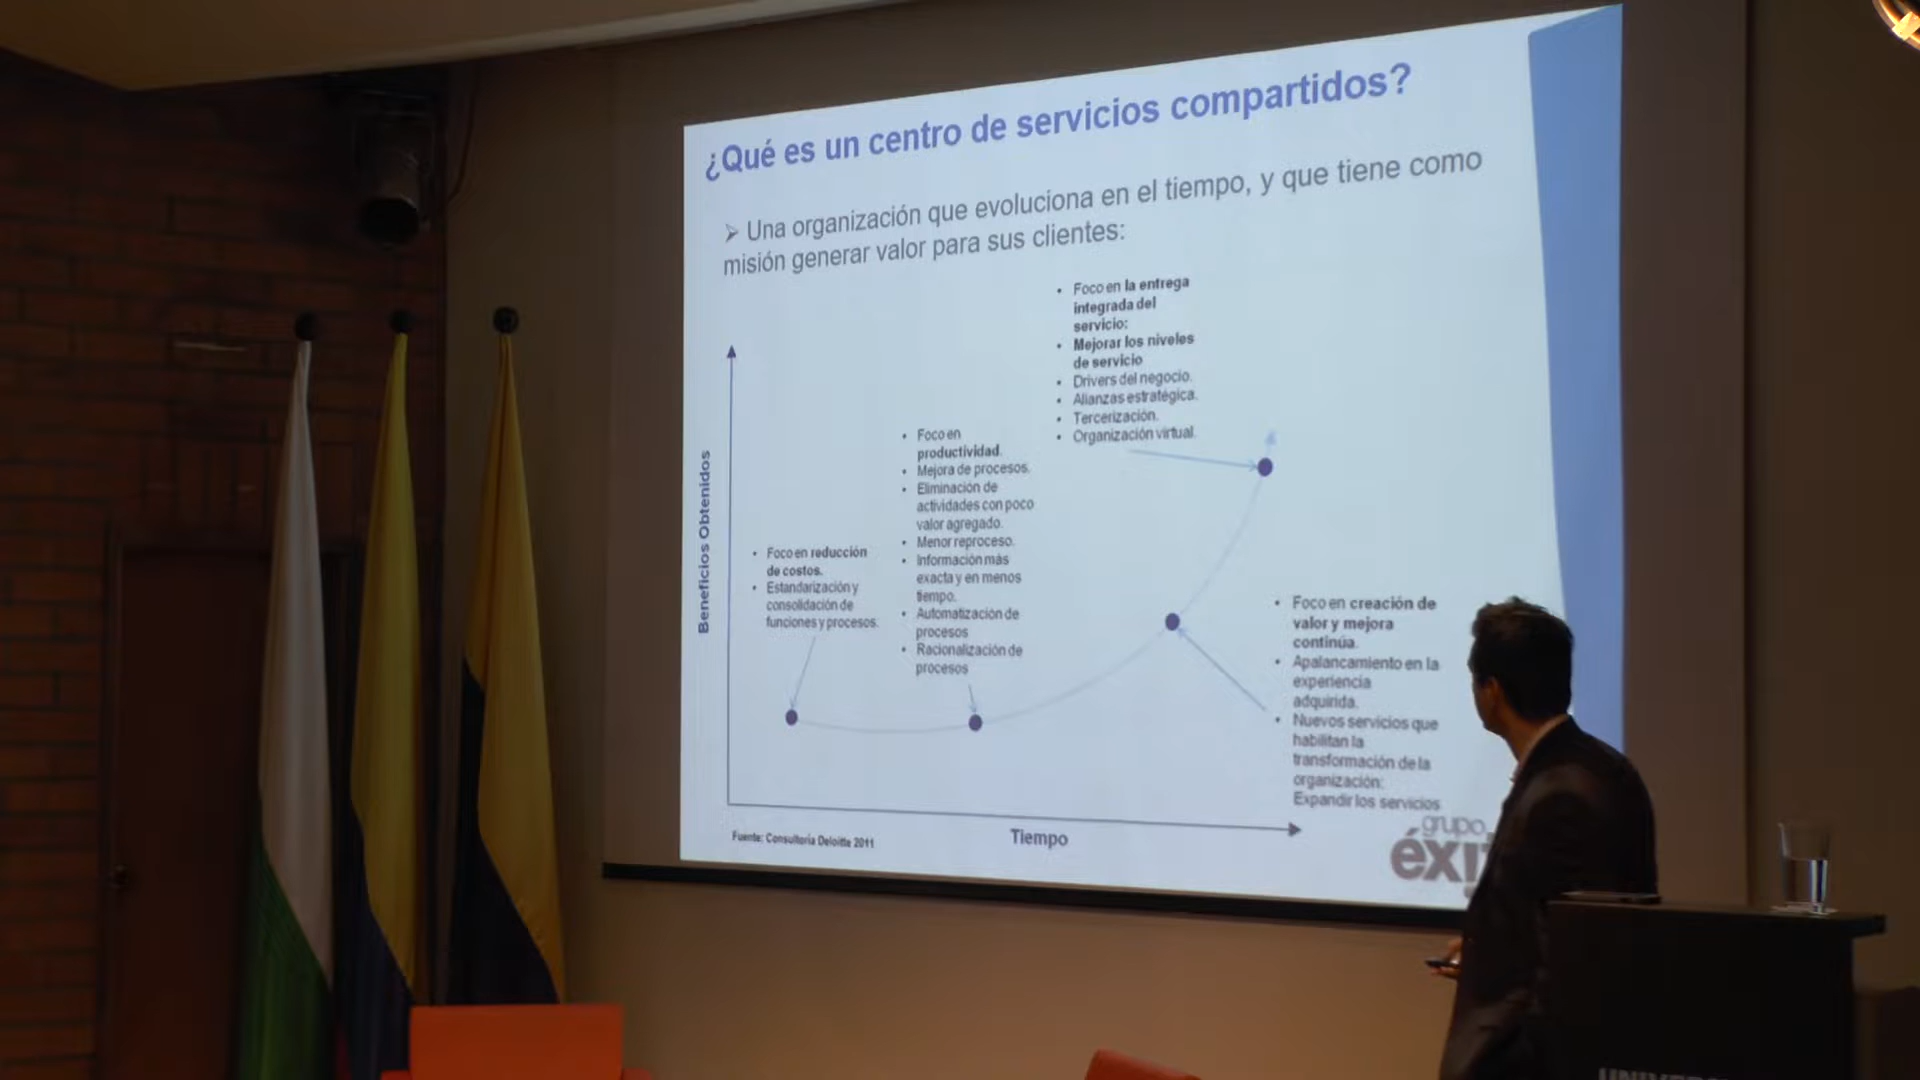 ¿Qué es un centro de servicios compartidos?
➢ Una organización que evoluciona en el tiempo, y que tiene como
misión generar valor para sus clientes:
• Foco en la entrega
integrada del
servicio:
• Mejorar los niveles
de servicio
• Drivers del negocio.
• Alianzas estratégica.
• Tercerización.
• Organización virtual.
• Foco en
productividad.
• Mejora de procesos.
• Eliminación de
actividades con poco
valor agregado.
• Menor reproceso.
• Información más
exacta y en menos
tiempo.
• Automatización de
procesos
• Racionalización de
procesos
• Foco en reducción
de costos.
• Estandarización y
consolidación de
funciones y procesos.
• Foco en creación de
valor y mejora
continúa.
• Apalancamiento en la
experiencia
adquirida.
• Nuevos servicios que
habilitan la
transformación de la
organización:
Expandir los servicios
Beneficios Obtenidos
Tiempo
Fuente: Consultoría Deloitte 2011
grupo
éxi